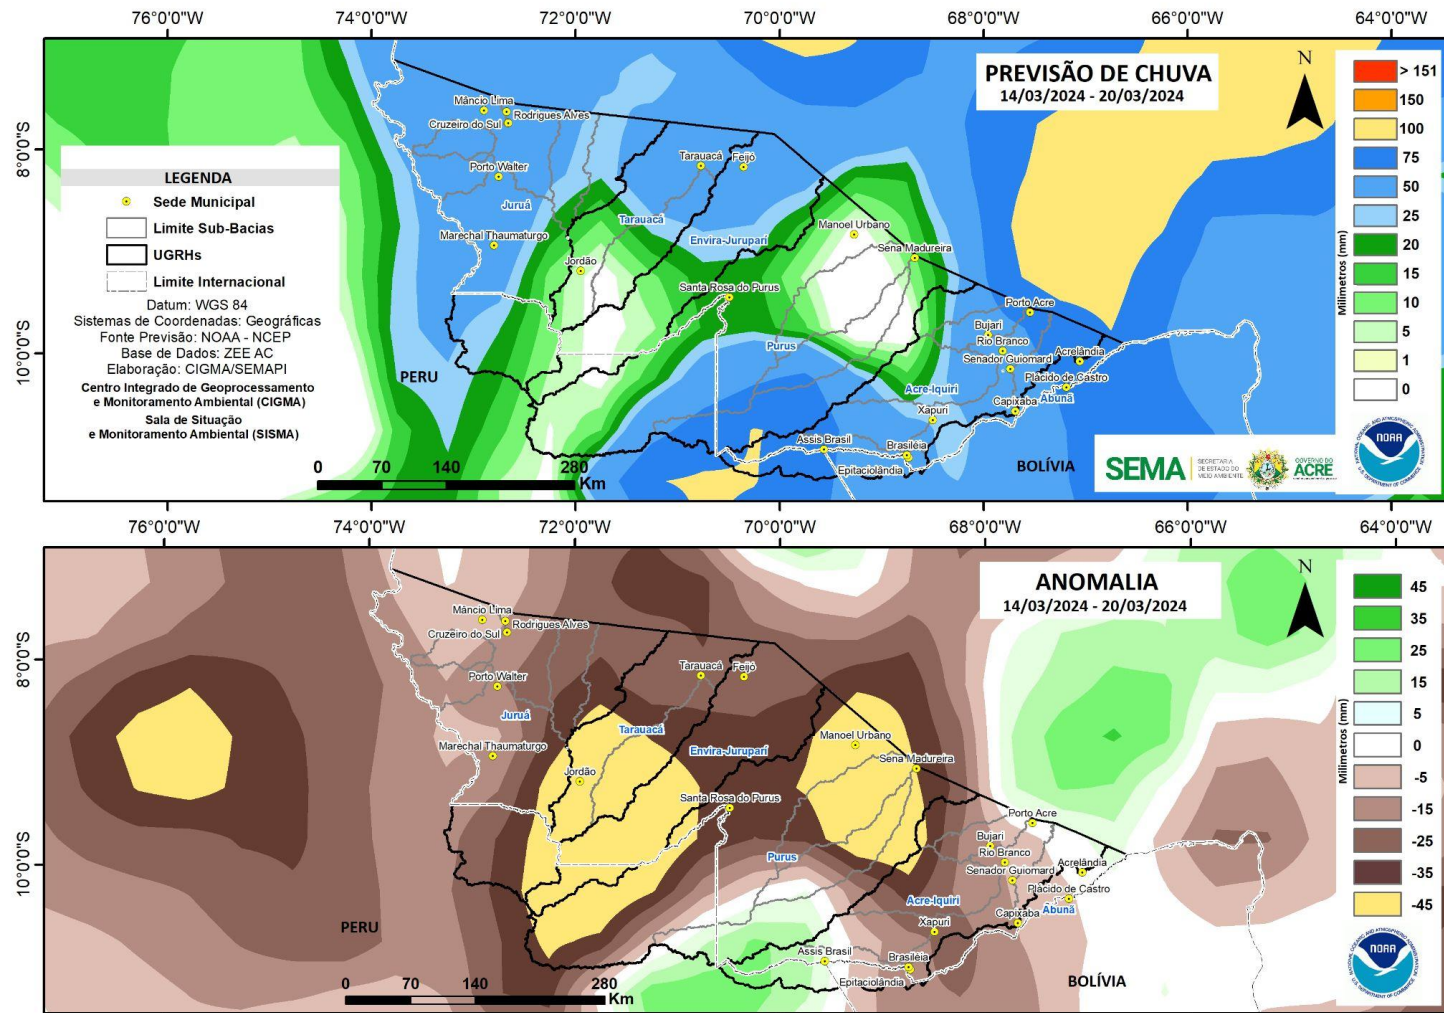 76°0'0"W
74°0'0"W
72°0'0"W
70°0'0"W
68°0'0"W
66°0'0"W
64°0'0"W
PREVISÃO DE CHUVA
14/03/2024 - 20/03/2024
N
> 151
150
100
75
50
25
20
15
10
5
1
0
Milímetros (mm)
8°0'0"S
10°0'0"S
LEGENDA
Sede Municipal
Limite Sub-Bacias
UGRHs
Limite Internacional
Datum: WGS 84
Sistemas de Coordenadas: Geográficas
Fonte Previsão: NOAA - NCEP
Base de Dados: ZEE AC
Elaboração: CIGMA/SEMAPI
Centro Integrado de Geoprocessamento
e Monitoramento Ambiental (CIGMA)
Sala de Situação
e Monitoramento Ambiental (SISMA)
0 70 140 280
Km
Mâncio Lima
Rodrigues Alves
Cruzeiro do Sul
Porto Walter
Juruá
Marechal Thaumaturgo
Tarauacá
Feijó
Tarauacá
Envira-Jurupari
Jordão
Santa Rosa do Purus
Manoel Urbano
Sena Madureira
Purus
Porto Acre
Bujari
Rio Branco
Senador Guiomard
Acrelândia
Plácido de Castro
Abunã
Acre-Iquiri
Capixaba
Xapuri
Assis Brasil
Brasiléia
Epitaciolândia
PERU
BOLÍVIA
SEMA
SECRETARIA
DE ESTADO DO
MEIO AMBIENTE
GOVERNO DO
ACRE
NOAA
76°0'0"W
74°0'0"W
72°0'0"W
70°0'0"W
68°0'0"W
66°0'0"W
64°0'0"W
ANOMALIA
14/03/2024 - 20/03/2024
N
45
35
25
15
5
0
-5
-15
-25
-35
-45
Milímetros (mm)
8°0'0"S
10°0'0"S
Mâncio Lima
Rodrigues Alves
Cruzeiro do Sul
Porto Walter
Juruá
Marechal Thaumaturgo
Tarauacá
Feijó
Tarauacá
Envira-Jurupari
Jordão
Santa Rosa do Purus
Manoel Urbano
Sena Madureira
Purus
Porto Acre
Bujari
Rio Branco
Senador Guiomard
Acrelândia
Plácido de Castro
Abunã
Acre-Iquiri
Capixaba
Xapuri
Assis Brasil
Brasiléia
Epitaciolândia
PERU
BOLÍVIA
0 70 140 280
Km
NOAA